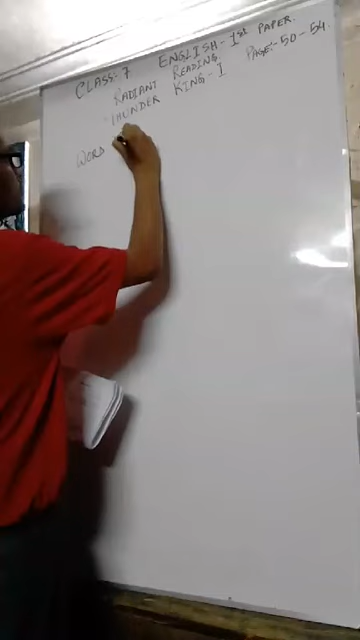 CLASS:- 7 ENGLISH - 1st PAPER.
RADIANT READING, PAGE:- 50 - 54.
THUNDER KING - I
WORD